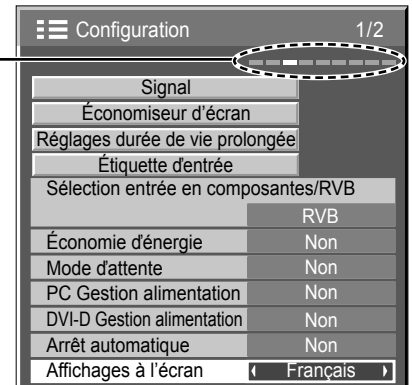 Configuration 1/2
Signal
Économiseur d'écran
Réglages durée de vie prolongée
Étiquette d'entrée
Sélection entrée en composantes/RVB
RVB
Économie d'énergie Non
Mode d'attente Non
PC Gestion alimentation Non
DVI-D Gestion alimentation Non
Arrêt automatique Non
Affichages à l'écran Français